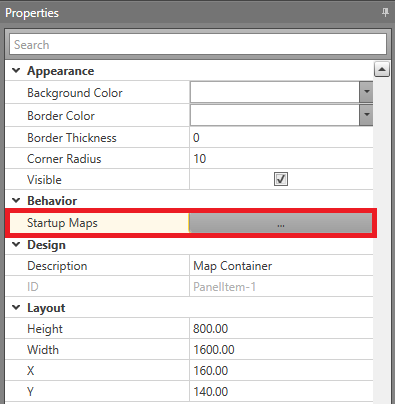 Properties
Search
Appearance
Background Color
Border Color
Border Thickness 0
Corner Radius 10
Visible
Behavior
Startup Maps ...
Design
Description Map Container
ID PanelItem-1
Layout
Height 800.00
Width 1600.00
X 160.00
Y 140.00